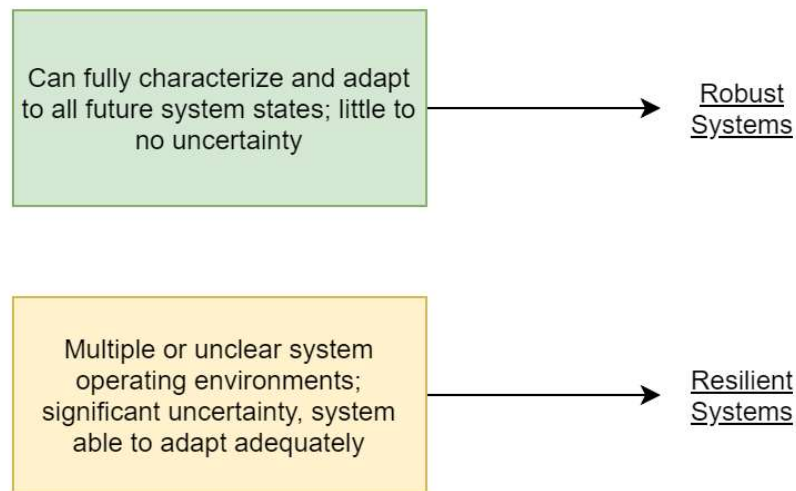 Can fully characterize and adapt
to all future system states; little to
no uncertainty
Robust
Systems
Multiple or unclear system
operating environments;
significant uncertainty, system
able to adapt adequately
Resilient
Systems